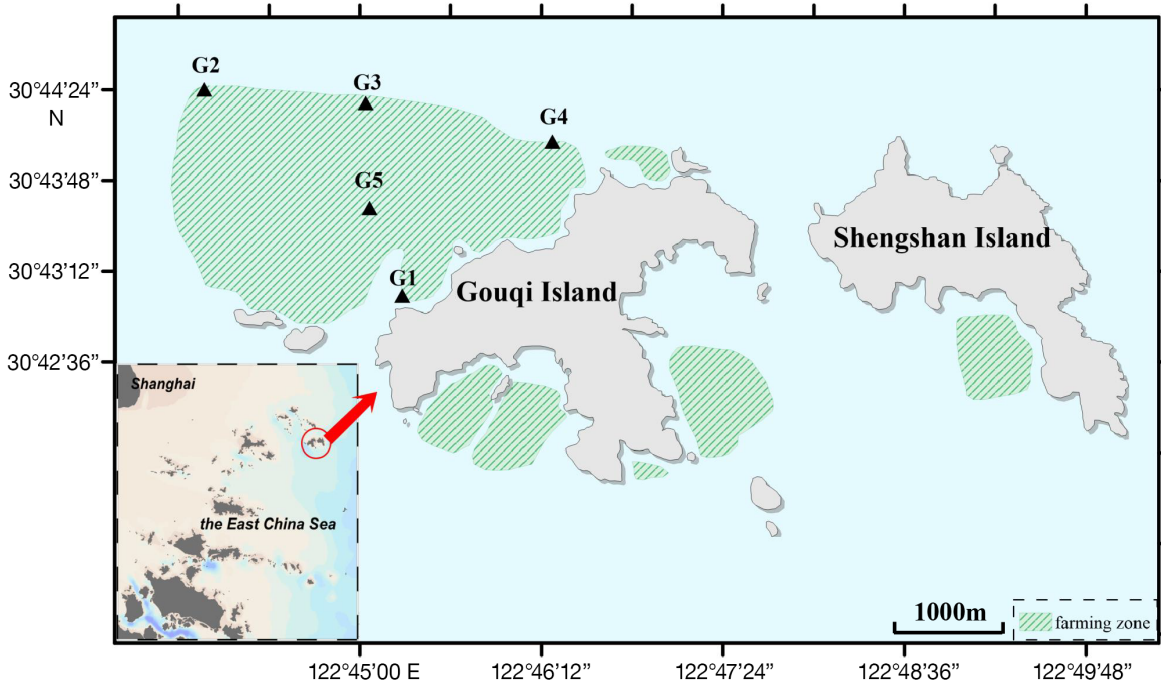 G2
G3
30°44’24”
N
G4
30°43’48”
G5
Shengshan Island
30°43’12”
G1
Gouqi Island
30°42’36”
Shanghai
the East China Sea
1000m
farming zone
122°45’00 E
122°46’12”
122°47’24”
122°48’36”
122°49’48”